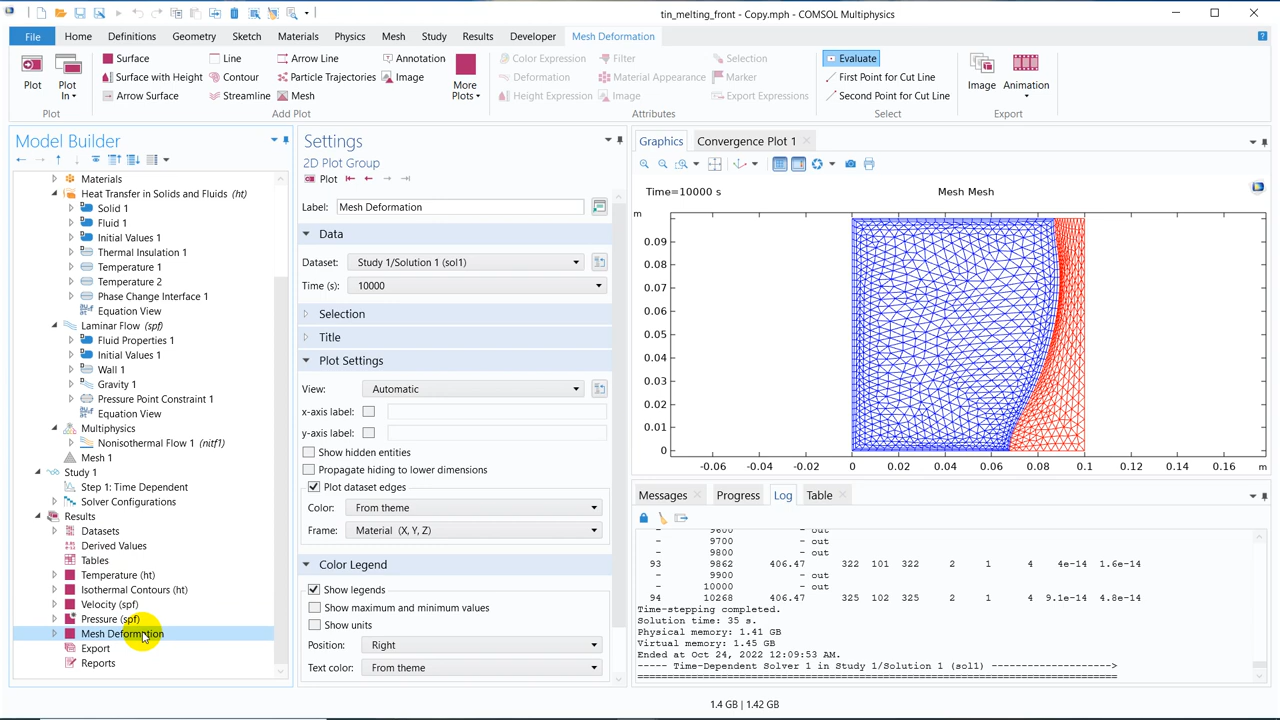 tin_melting_front - Copy.mph - COMSOL Multiphysics
File Home Definitions Geometry Sketch Materials Physics Mesh Study Results Developer Mesh Deformation
Surface Line Arrow Line Annotation Color Expression Filter Selection Evaluate
Surface with Height Contour Particle Trajectories Image Deformation Material Appearance Marker First Point for Cut Line
Arrow Surface Streamline Mesh Height Expression Image Export Expressions Second Point for Cut Line
Plot Plot In More Plots Image Animation
Plot Add Plot Attributes Select Export
Model Builder
Materials
Heat Transfer in Solids and Fluids (ht)
Solid 1
Fluid 1
Initial Values 1
Thermal Insulation 1
Temperature 1
Temperature 2
Phase Change Interface 1
Equation View
Laminar Flow (spf)
Fluid Properties 1
Initial Values 1
Wall 1
Gravity 1
Pressure Point Constraint 1
Equation View
Multiphysics
Nonisothermal Flow 1 (nitf1)
Mesh 1
Study 1
Step 1: Time Dependent
Solver Configurations
Results
Datasets
Derived Values
Tables
Temperature (ht)
Isothermal Contours (ht)
Velocity (spf)
Pressure (spf)
Mesh Deformation
Export
Reports
Settings
2D Plot Group
Plot
Label: Mesh Deformation
Data
Dataset: Study 1/Solution 1 (sol1)
Time (s): 10000
Selection
Title
Plot Settings
View: Automatic
x-axis label:
y-axis label:
Show hidden entities
Propagate hiding to lower dimensions
Plot dataset edges
Color: From theme
Frame: Material (X, Y, Z)
Color Legend
Show legends
Show maximum and minimum values
Show units
Position: Right
Text color: From theme
Graphics Convergence Plot 1
Time=10000 s Mesh Mesh
m
0.09
0.08
0.07
0.06
0.05
0.04
0.03
0.02
0.01
0
-0.06 -0.04 -0.02 0 0.02 0.04 0.06 0.08 0.1 0.12 0.14 0.16 m
Messages Progress Log Table
- 9600 - out
- 9700 - out
- 9800 - out
93 9862 406.47 322 101 322 2 1 4 4e-14 1.6e-14
- 9900 - out
- 10000 - out
94 10268 406.47 325 102 325 2 1 4 9.1e-14 4.8e-14
Time-stepping completed.
Solution time: 35 s.
Physical memory: 1.41 GB
Virtual memory: 1.45 GB
Ended at Oct 24, 2022 12:09:53 AM.
----- Time-Dependent Solver 1 in Study 1/Solution 1 (sol1) -------------------->
1.4 GB | 1.42 GB